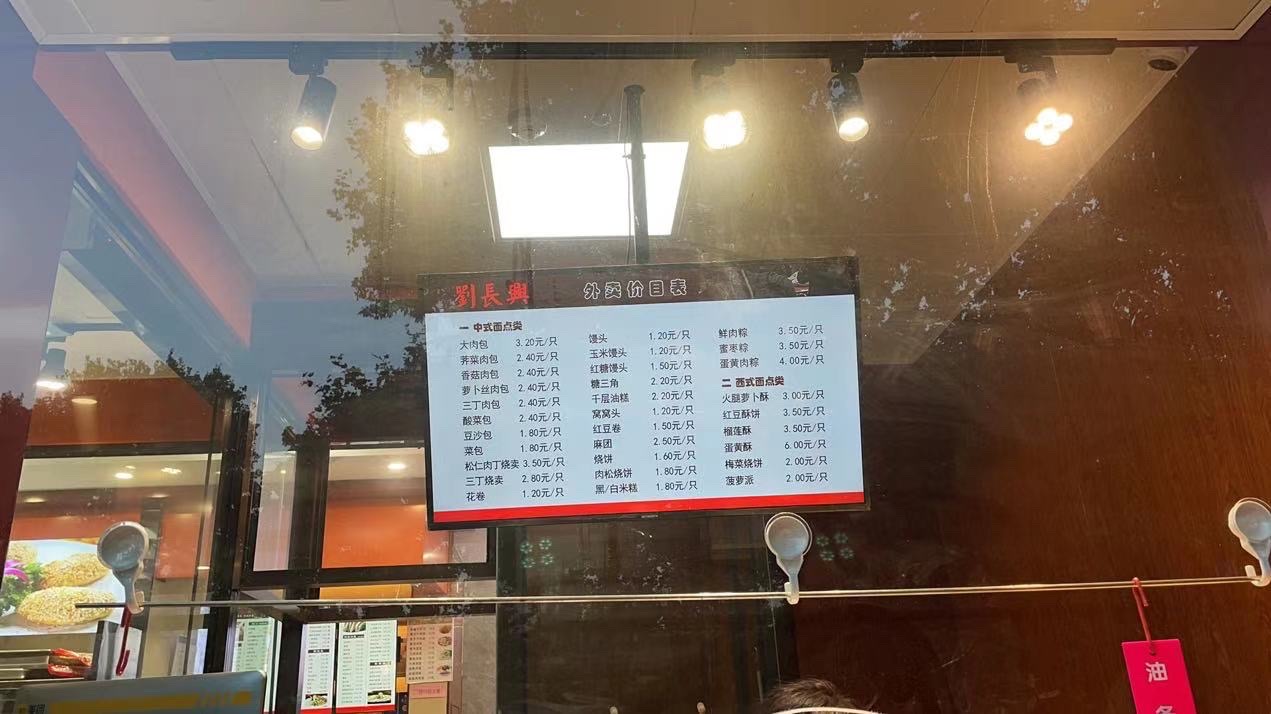 劉長興 外卖价目表
一 中式面点类
大肉包 3.20元/只
荠菜肉包 2.40元/只
香菇肉包 2.40元/只
萝卜丝肉包 2.40元/只
三丁肉包 2.40元/只
酸菜包 2.40元/只
豆沙包 1.80元/只
菜包 1.80元/只
松仁肉丁烧卖 3.50元/只
三丁烧卖 2.80元/只
花卷 1.20元/只
馒头 1.20元/只
玉米馒头 1.20元/只
红糖馒头 1.50元/只
糖三角 2.20元/只
千层油糕 2.20元/只
窝窝头 1.20元/只
红豆卷 1.50元/只
麻团 2.50元/只
烧饼 1.60元/只
肉松烧饼 1.80元/只
黑/白米糕 1.80元/只
鲜肉粽 3.50元/只
蜜枣粽 3.50元/只
蛋黄肉粽 4.00元/只
二 西式面点类
火腿萝卜酥 3.00元/只
红豆酥饼 3.50元/只
榴莲酥 3.50元/只
蛋黄酥 6.00元/只
梅菜烧饼 2.00元/只
菠萝派 2.00元/只
油